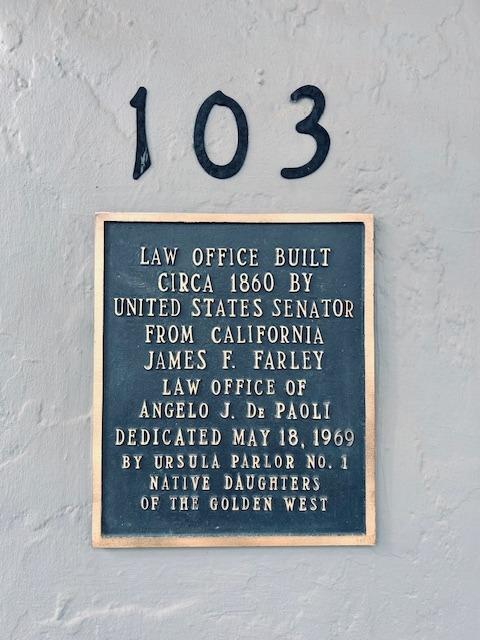 103
LAW OFFICE BUILT
CIRCA 1860 BY
UNITED STATES SENATOR
FROM CALIFORNIA
JAMES F. FARLEY
LAW OFFICE OF
ANGELO J. DE PAOLI
DEDICATED MAY 18, 1969
BY URSULA PARLOR NO. 1
NATIVE DAUGHTERS
OF THE GOLDEN WEST